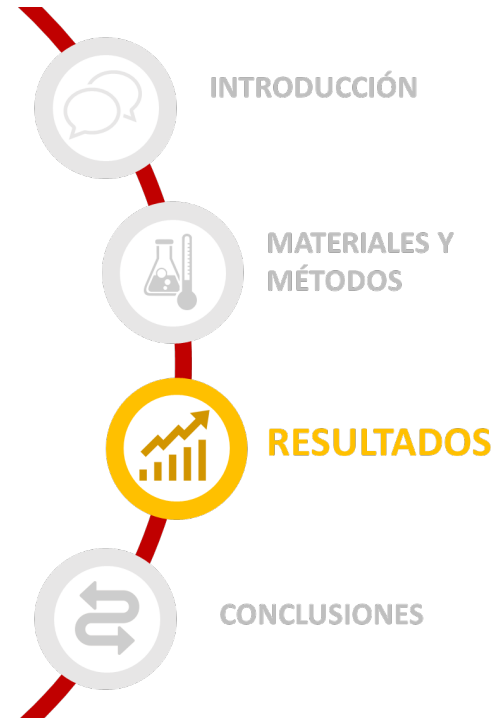 INTRODUCCIÓN
MATERIALES Y
MÉTODOS
RESULTADOS
CONCLUSIONES